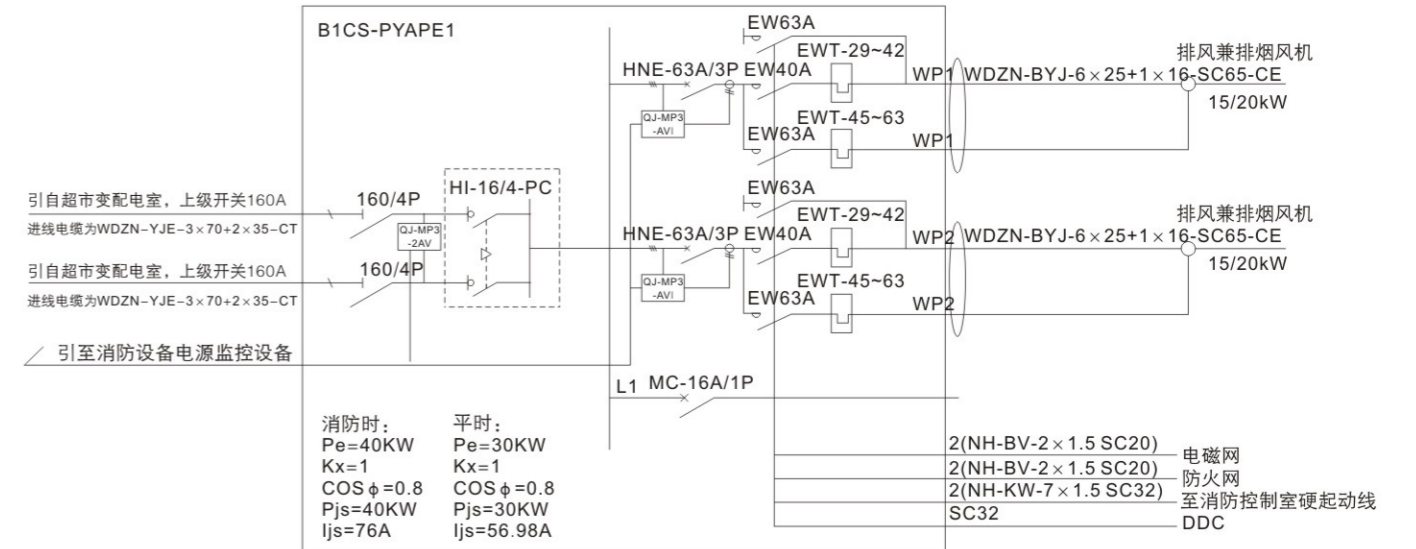 B1CS-PYAPE1
EW63A
EWT-29~42
排风兼排烟风机
HNE-63A/3P EW40A
WP1 WDZN-BYJ-6×25+1×16-SC65-CE
15/20kW
QJ-MP3
-AVI
EWT-45~63
EW63A
WP1
引自超市变配电室，上级开关160A
160/4P
HI-16/4-PC
EW63A
进线电缆为WDZN-YJE-3×70+2×35-CT
QJ-MP3
-2AV
EWT-29~42
排风兼排烟风机
HNE-63A/3P EW40A
WP2 WDZN-BYJ-6×25+1×16-SC65-CE
15/20kW
引自超市变配电室，上级开关160A
160/4P
QJ-MP3
-AVI
EWT-45~63
EW63A
WP2
进线电缆为WDZN-YJE-3×70+2×35-CT
引至消防设备电源监控设备
L1 MC-16A/1P
消防时：
Pe=40KW
Kx=1
COSφ=0.8
Pjs=40KW
Ijs=76A
平时：
Pe=30KW
Kx=1
COSφ=0.8
Pjs=30KW
Ijs=56.98A
2(NH-BV-2×1.5 SC20)
电磁网
2(NH-BV-2×1.5 SC20)
防火网
2(NH-KW-7×1.5 SC32)
至消防控制室硬起动线
SC32
DDC